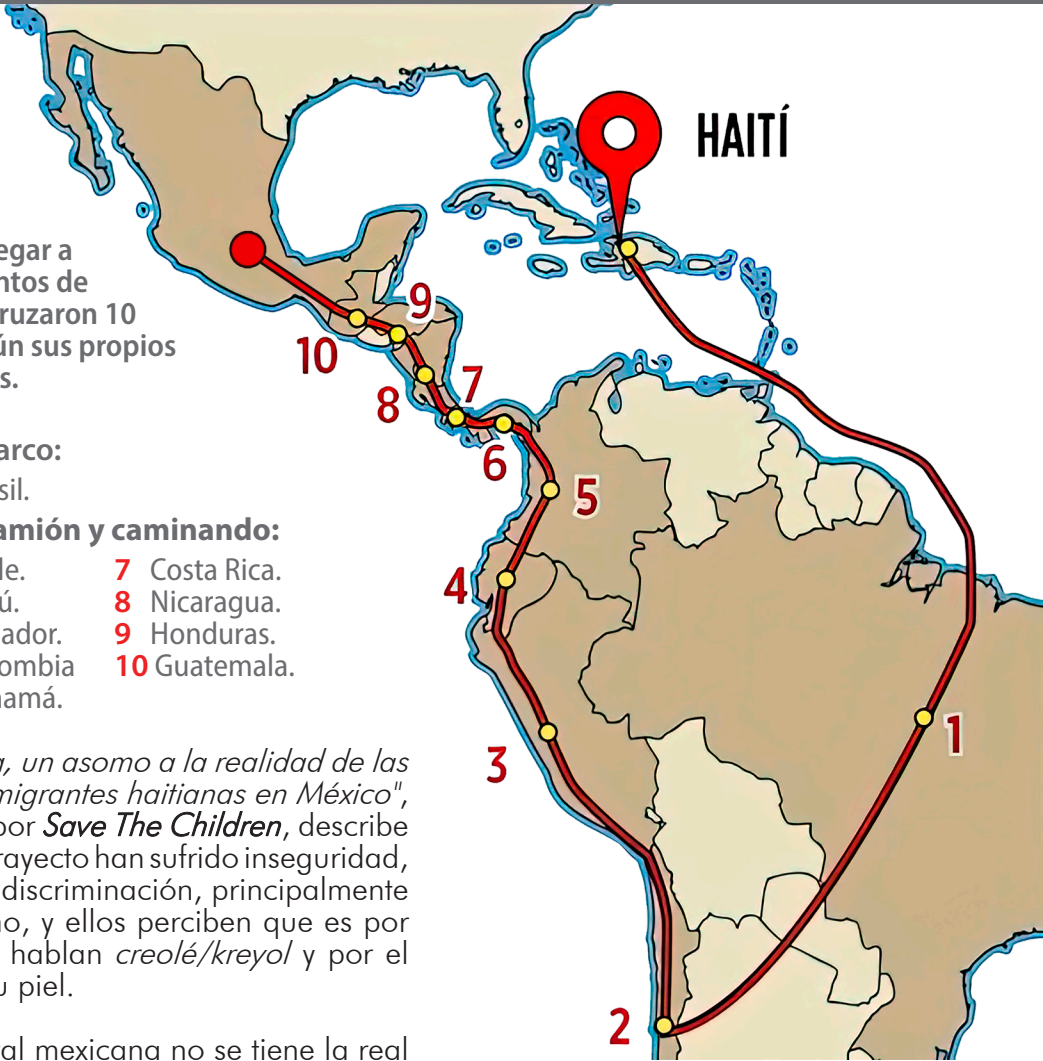 HAITÍ
egar a
ntos de
ruzaron 10
ún sus propios
s.
arco:
sil.
amión y caminando:
le.
ú.
ador.
ombia
namá.
7 Costa Rica.
8 Nicaragua.
9 Honduras.
10 Guatemala.
a, un asomo a la realidad de las
migrantes haitianas en México",
por Save The Children, describe
rayecto han sufrido inseguridad,
discriminación, principalmente
no, y ellos perciben que es por
hablan creolé/kreyol y por el
u piel.
ral mexicana no se tiene la real
9
10
7
8
6
5
4
1
3
2